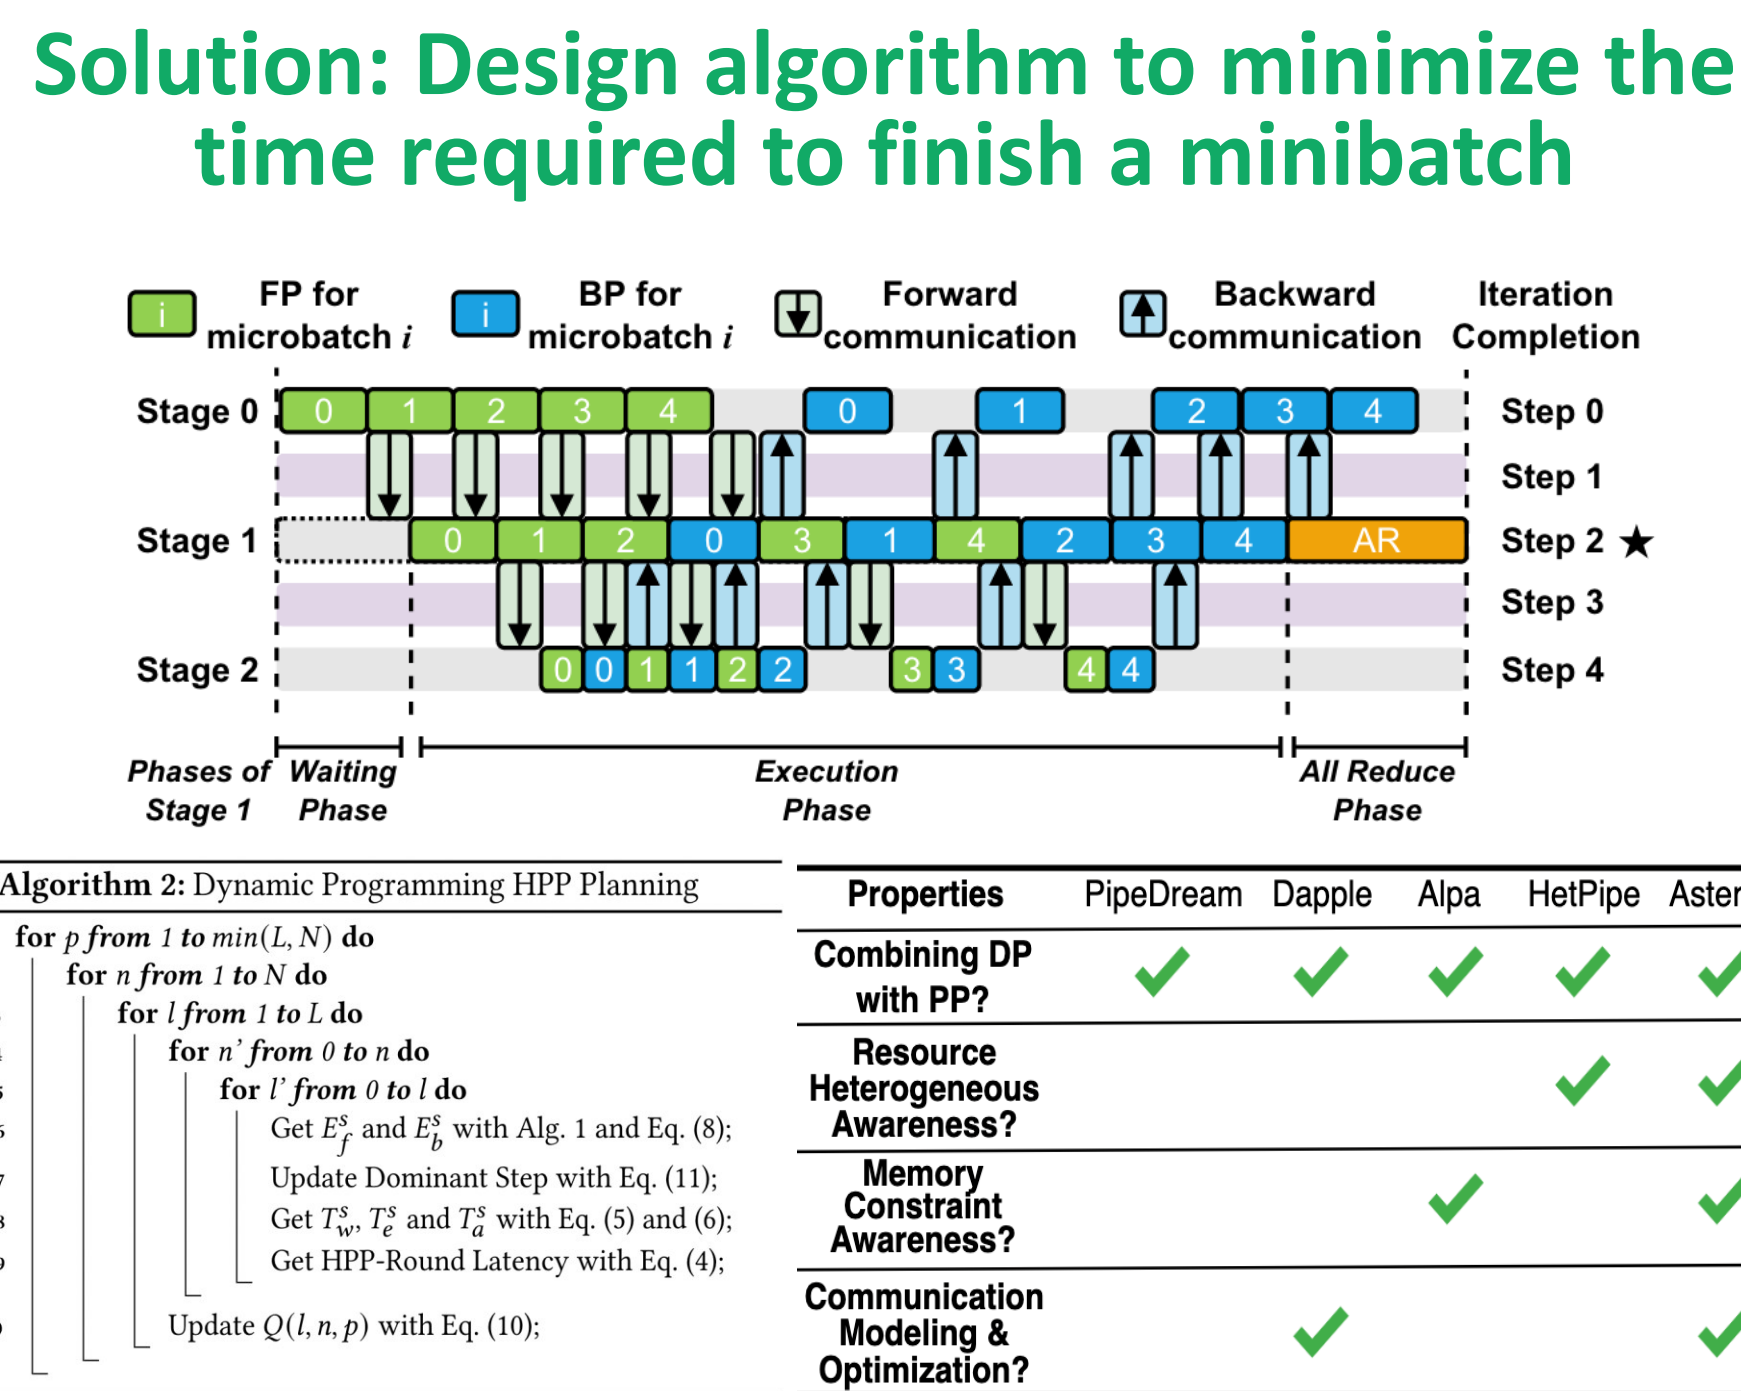 Solution: Design algorithm to minimize the
time required to finish a minibatch
i FP for microbatch i
i BP for microbatch i
Forward communication
Backward communication
Iteration Completion
Stage 0 0 1 2 3 4 0 1 2 3 4 Step 0
Step 1
Stage 1 0 1 2 0 3 1 4 2 3 4 AR Step 2 ★
Step 3
Stage 2 0 0 1 1 2 2 3 3 4 4 Step 4
Phases of Stage 1
Waiting Phase
Execution Phase
All Reduce Phase
Algorithm 2: Dynamic Programming HPP Planning
for p from 1 to min(L, N) do
for n from 1 to N do
for l from 1 to L do
for n' from 0 to n do
for l' from 0 to l do
Get E_f^s and E_b^s with Alg. 1 and Eq. (8);
Update Dominant Step with Eq. (11);
Get T_w^s, T_e^s and T_a^s with Eq. (5) and (6);
Get HPP-Round Latency with Eq. (4);
Update Q(l, n, p) with Eq. (10);
Properties PipeDream Dapple Alpa HetPipe
Combining DP
with PP?
Resource
Heterogeneous
Awareness?
Memory
Constraint
Awareness?
Communication
Modeling &
Optimization?